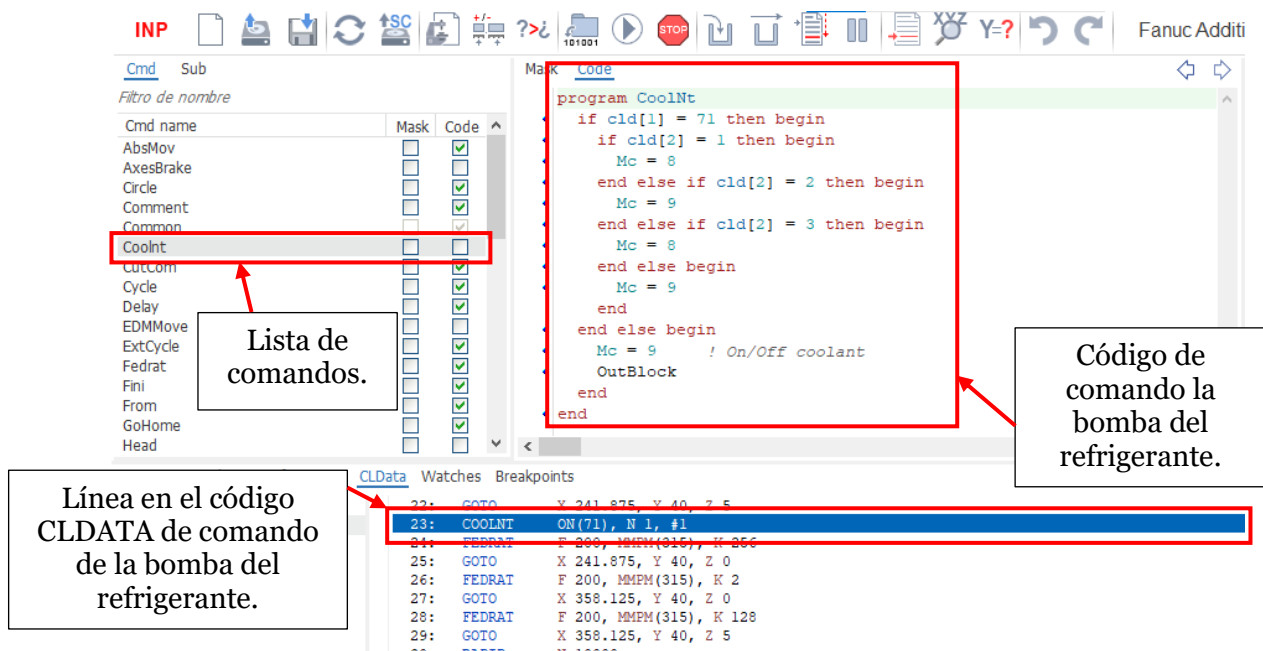 INP +/- ?>¿ 101001 STOP XYZ Y=? Fanuc Additi
SC
Cmd Sub
Filtro de nombre
Cmd name Mask Code
AbsMov
AxesBrake
Circle
Comment
Common
Coolnt
CutCom
Cycle
Delay
EDMMove
ExtCycle
Fedrat
Fini
From
GoHome
Head
Lista de
comandos.
Mask Code
program CoolNt
if cld[1] = 71 then begin
if cld[2] = 1 then begin
Mc = 8
end else if cld[2] = 2 then begin
Mc = 9
end else if cld[2] = 3 then begin
Mc = 8
end else begin
Mc = 9
end
end else begin
Mc = 9 ! On/Off coolant
OutBlock
end
end
Código de
comando la
bomba del
refrigerante.
Línea en el código
CLDATA de comando
de la bomba del
refrigerante.
CLData Watches Breakpoints
22: GOTO X 241.875, Y 40, Z 5
23: COOLNT ON(71), N 1, #1
24: FEDRAT F 200, MMPM(315), K 256
25: GOTO X 241.875, Y 40, Z 0
26: FEDRAT F 200, MMPM(315), K 2
27: GOTO X 358.125, Y 40, Z 0
28: FEDRAT F 200, MMPM(315), K 128
29: GOTO X 358.125, Y 40, Z 5